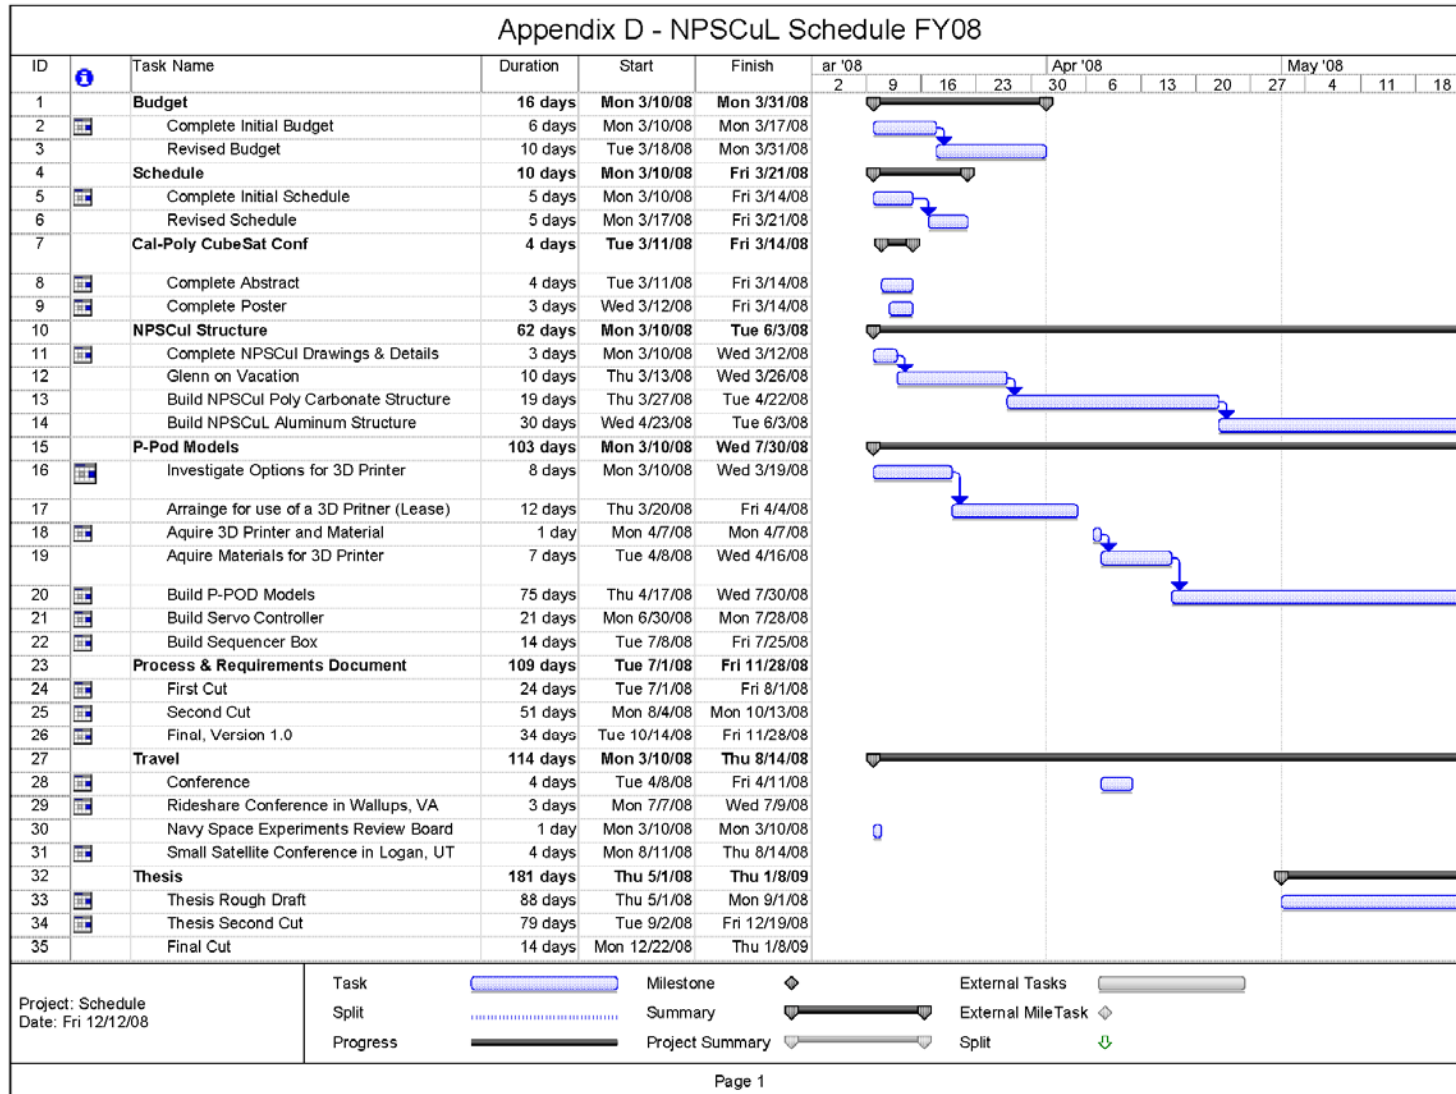 Appendix D - NPSCuL Schedule FY08
ID Task Name Duration Start Finish ar '08 Apr '08 May '08
2 9 16 23 30 6 13 20 27 4 11 18
1 Budget 16 days Mon 3/10/08 Mon 3/31/08
2 Complete Initial Budget 6 days Mon 3/10/08 Mon 3/17/08
3 Revised Budget 10 days Tue 3/18/08 Mon 3/31/08
4 Schedule 10 days Mon 3/10/08 Fri 3/21/08
5 Complete Initial Schedule 5 days Mon 3/10/08 Fri 3/14/08
6 Revised Schedule 5 days Mon 3/17/08 Fri 3/21/08
7 Cal-Poly CubeSat Conf 4 days Tue 3/11/08 Fri 3/14/08
8 Complete Abstract 4 days Tue 3/11/08 Fri 3/14/08
9 Complete Poster 3 days Wed 3/12/08 Fri 3/14/08
10 NPSCul Structure 62 days Mon 3/10/08 Tue 6/3/08
11 Complete NPSCul Drawings & Details 3 days Mon 3/10/08 Wed 3/12/08
12 Glenn on Vacation 10 days Thu 3/13/08 Wed 3/26/08
13 Build NPSCul Poly Carbonate Structure 19 days Thu 3/27/08 Tue 4/22/08
14 Build NPSCuL Aluminum Structure 30 days Wed 4/23/08 Tue 6/3/08
15 P-Pod Models 103 days Mon 3/10/08 Wed 7/30/08
16 Investigate Options for 3D Printer 8 days Mon 3/10/08 Wed 3/19/08
17 Arrainge for use of a 3D Pritner (Lease) 12 days Thu 3/20/08 Fri 4/4/08
18 Aquire 3D Printer and Material 1 day Mon 4/7/08 Mon 4/7/08
19 Aquire Materials for 3D Printer 7 days Tue 4/8/08 Wed 4/16/08
20 Build P-POD Models 75 days Thu 4/17/08 Wed 7/30/08
21 Build Servo Controller 21 days Mon 6/30/08 Mon 7/28/08
22 Build Sequencer Box 14 days Tue 7/8/08 Fri 7/25/08
23 Process & Requirements Document 109 days Tue 7/1/08 Fri 11/28/08
24 First Cut 24 days Tue 7/1/08 Fri 8/1/08
25 Second Cut 51 days Mon 8/4/08 Mon 10/13/08
26 Final, Version 1.0 34 days Tue 10/14/08 Fri 11/28/08
27 Travel 114 days Mon 3/10/08 Thu 8/14/08
28 Conference 4 days Tue 4/8/08 Fri 4/11/08
29 Rideshare Conference in Wallups, VA 3 days Mon 7/7/08 Wed 7/9/08
30 Navy Space Experiments Review Board 1 day Mon 3/10/08 Mon 3/10/08
31 Small Satellite Conference in Logan, UT 4 days Mon 8/11/08 Thu 8/14/08
32 Thesis 181 days Thu 5/1/08 Thu 1/8/09
33 Thesis Rough Draft 88 days Thu 5/1/08 Mon 9/1/08
34 Thesis Second Cut 79 days Tue 9/2/08 Fri 12/19/08
35 Final Cut 14 days Mon 12/22/08 Thu 1/8/09
Project: Schedule
Date: Fri 12/12/08
Task Milestone External Tasks
Split Summary External MileTask
Progress Project Summary Split
Page 1